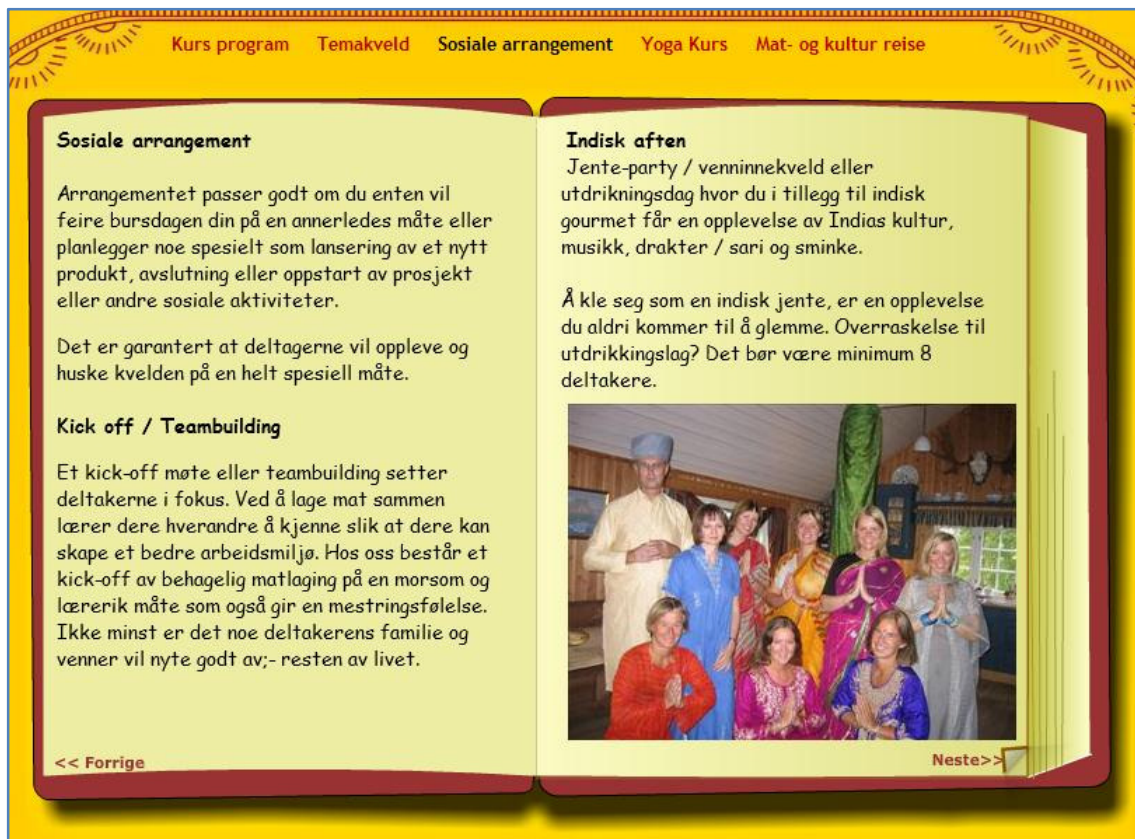 Kurs program Temakveld Sosiale arrangement Yoga Kurs Mat- og kultur reise
Sosiale arrangement
Arrangementet passer godt om du enten vil
feire bursdagen din på en annerledes måte eller
planlegger noe spesielt som lansering av et nytt
produkt, avslutning eller oppstart av prosjekt
eller andre sosiale aktiviteter.
Det er garantert at deltagerne vil oppleve og
huske kvelden på en helt spesiell måte.
Kick off / Teambuilding
Et kick-off møte eller teambuilding setter
deltakerne i fokus. Ved å lage mat sammen
lærer dere hverandre å kjenne slik at dere kan
skape et bedre arbeidsmiljø. Hos oss består et
kick-off av behagelig matlaging på en morsom og
lærerik måte som også gir en mestringsfølelse.
Ikke minst er det noe deltakerens familie og
venner vil nyte godt av;- resten av livet.
<< Forrige
Indisk aften
Jente-party / venninnekveld eller
utdrikningsdag hvor du i tillegg til indisk
gourmet får en opplevelse av Indias kultur,
musikk, drakter / sari og sminke.
Å kle seg som en indisk jente, er en opplevelse
du aldri kommer til å glemme. Overraskelse til
utdrikkingslag? Det bør være minimum 8
deltakere.
Neste>>